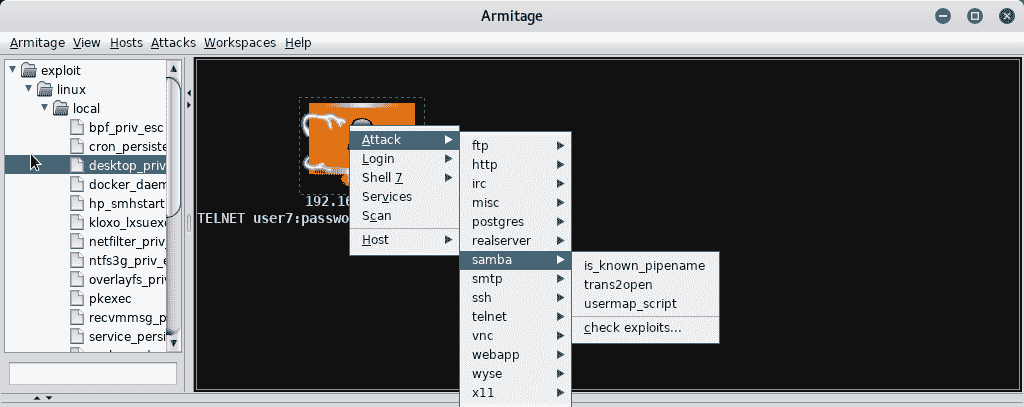 Armitage
Armitage View Hosts Attacks Workspaces Help
exploit
linux
local
bpf_priv_esc
cron_persiste
desktop_priv
docker_daem
hp_smhstart
kloxo_lxsuexe
netfilter_priv_
ntfs3g_priv_e
overlayfs_priv
pkexec
recvmmsg_p
service_persi
192.16
TELNET user7:passwo
Attack
Login
Shell 7
Services
Scan
Host
ftp
http
irc
misc
postgres
realserver
samba
smtp
ssh
telnet
vnc
webapp
wyse
x11
is_known_pipename
trans2open
usermap_script
check exploits...